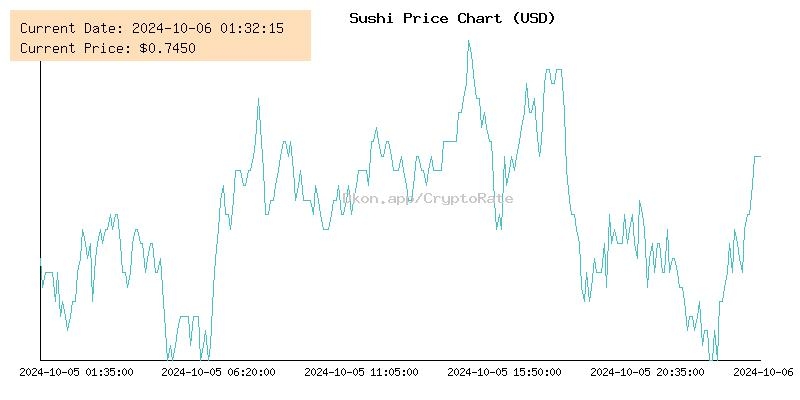 Sushi Price Chart (USD)
Current Date: 2024-10-06 01:32:15
Current Price: $0.7450
Dkon.app/CryptoRate
2024-10-05 01:35:00 2024-10-05 06:20:00 2024-10-05 11:05:00 2024-10-05 15:50:00 2024-10-05 20:35:00 2024-10-06